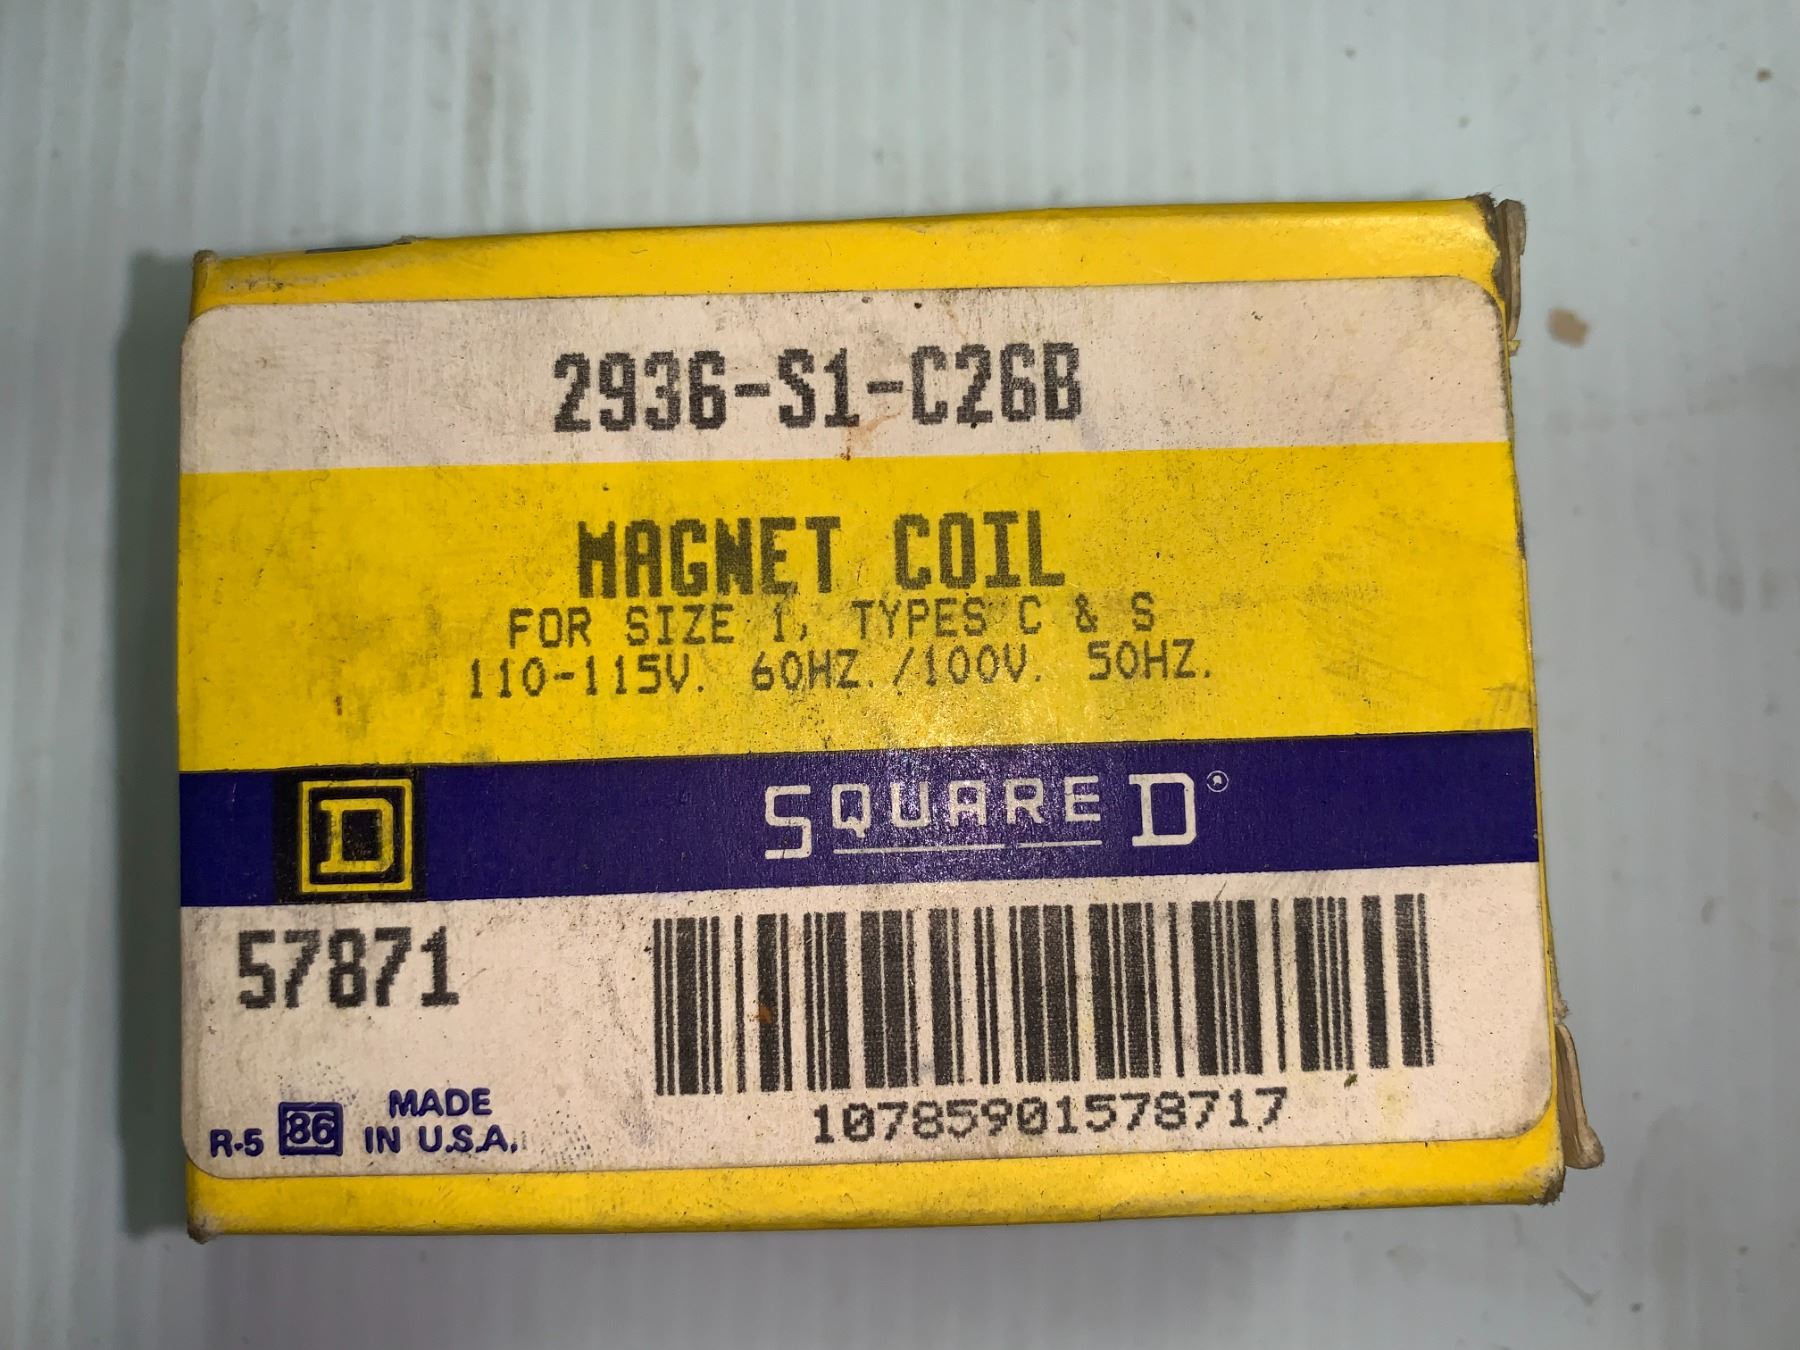 2936-S1-C26B
MAGNET COIL
FOR SIZE 1, TYPES C & S
110-115V. 60HZ./100V. 50HZ.
D
SQUARE D®
57871
10785901578717
R-5 86 MADE
IN U.S.A.